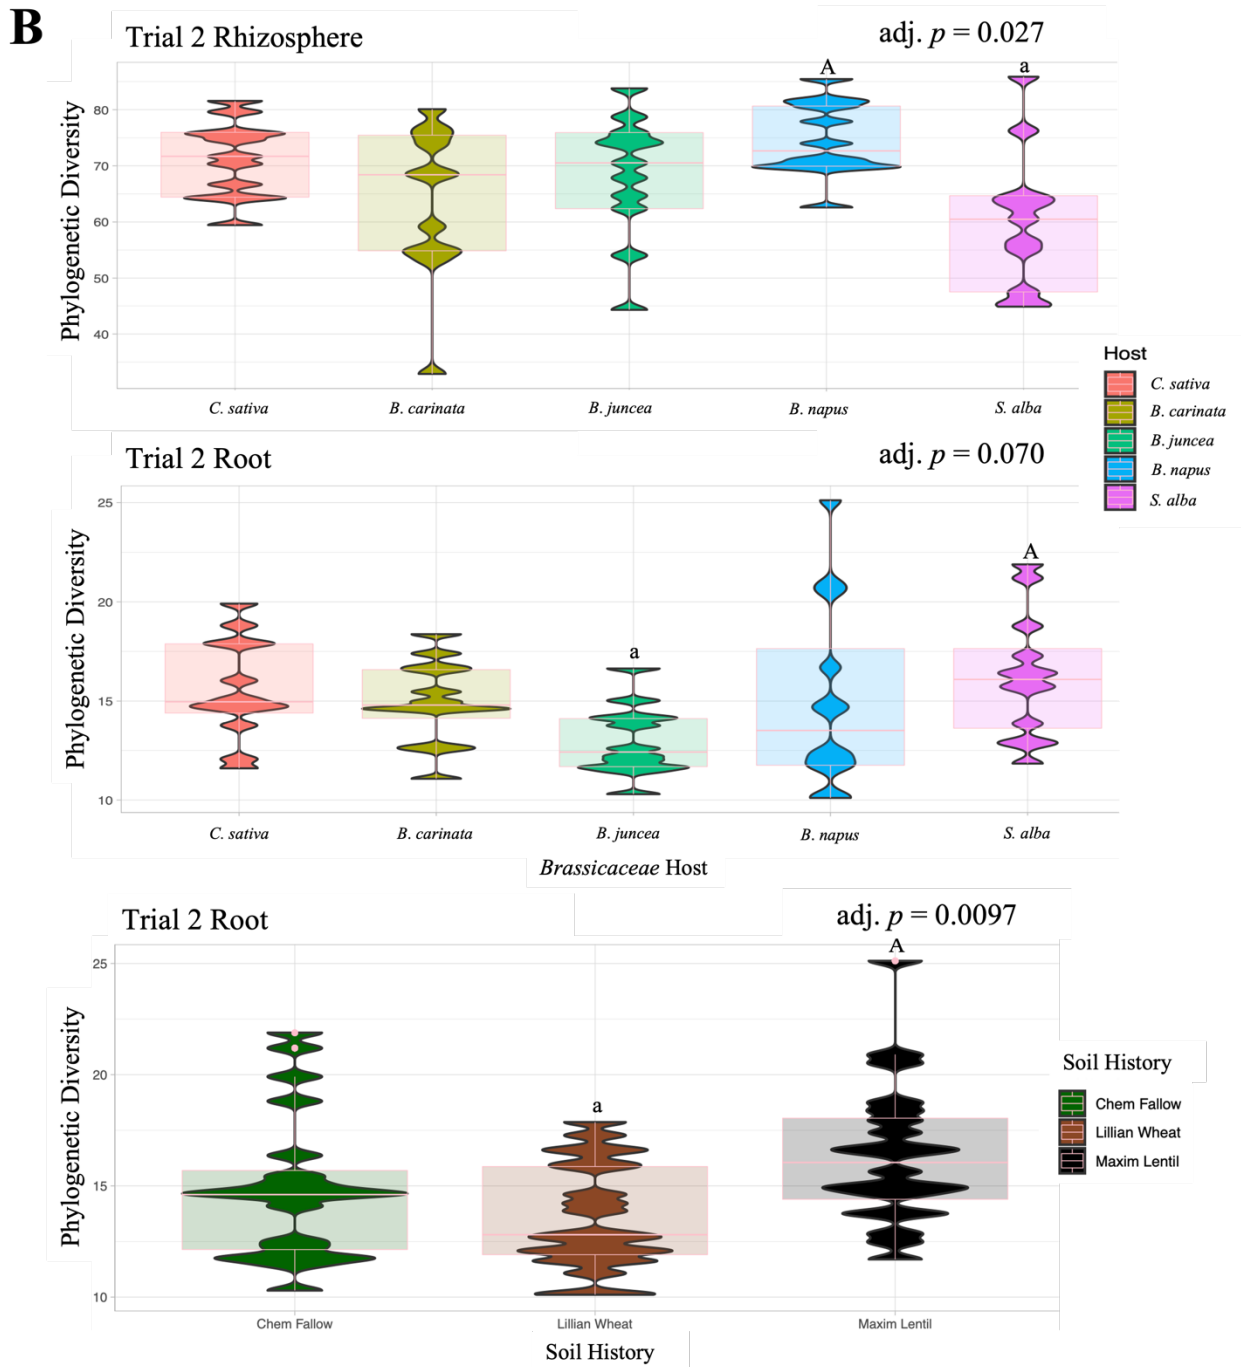 B
Trial 2 Rhizosphere
adj. p = 0.027
A
a
Phylogenetic Diversity
80
70
60
50
40
C. sativa
B. carinata
B. juncea
B. napus
S. alba
Host
C. sativa
B. carinata
B. juncea
B. napus
S. alba
Trial 2 Root
adj. p = 0.070
a
A
Phylogenetic Diversity
25
20
15
10
C. sativa
B. carinata
B. juncea
B. napus
S. alba
Brassicaceae Host
Trial 2 Root
adj. p = 0.0097
a
A
Phylogenetic Diversity
25
20
15
10
Chem Fallow
Lillian Wheat
Maxim Lentil
Soil History
Soil History
Chem Fallow
Lillian Wheat
Maxim Lentil